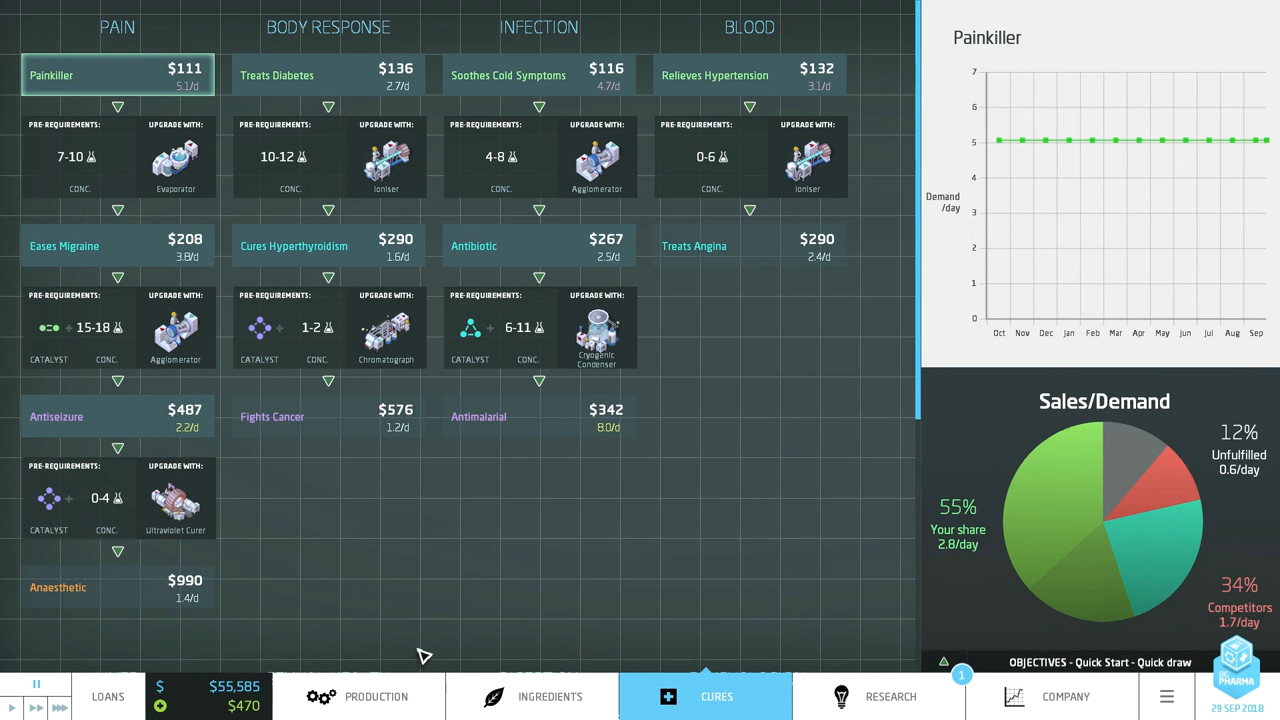 PAIN
BODY RESPONSE
INFECTION
BLOOD
Painkiller
$111
5.1/d
Treats Diabetes
$136
2.7/d
Soothes Cold Symptoms
$116
4.7/d
Relieves Hypertension
$132
3.1/d
PRE-REQUIREMENTS:
UPGRADE WITH:
7-10
CONC.
Evaporator
PRE-REQUIREMENTS:
UPGRADE WITH:
10-12
CONC.
Ioniser
PRE-REQUIREMENTS:
UPGRADE WITH:
4-8
CONC.
Agglomerator
PRE-REQUIREMENTS:
UPGRADE WITH:
0-6
CONC.
Ioniser
Eases Migraine
$208
3.8/d
Cures Hyperthyroidism
$290
1.6/d
Antibiotic
$267
2.5/d
Treats Angina
$290
2.4/d
PRE-REQUIREMENTS:
UPGRADE WITH:
+ 15-18
CATALYST
CONC.
Agglomerator
PRE-REQUIREMENTS:
UPGRADE WITH:
+ 1-2
CATALYST
CONC.
Chromatograph
PRE-REQUIREMENTS:
UPGRADE WITH:
+ 6-11
CATALYST
CONC.
Cryogenic
Condenser
Antiseizure
$487
2.2/d
Fights Cancer
$576
1.2/d
Antimalarial
$342
8.0/d
PRE-REQUIREMENTS:
UPGRADE WITH:
+ 0-4
CATALYST
CONC.
Ultraviolet Curer
Anaesthetic
$990
1.4/d
Painkiller
7
6
5
4
3
2
1
0
Demand
/day
Oct Nov Dec Jan Feb Mar Apr May Jun Jul Aug Sep
Sales/Demand
12%
Unfulfilled
0.6/day
55%
Your share
2.8/day
34%
Competitors
1.7/day
OBJECTIVES - Quick Start - Quick draw
LOANS
$ $55,585
$470
PRODUCTION
INGREDIENTS
CURES
RESEARCH
1
COMPANY
BIG
PHARMA
29 SEP 2018